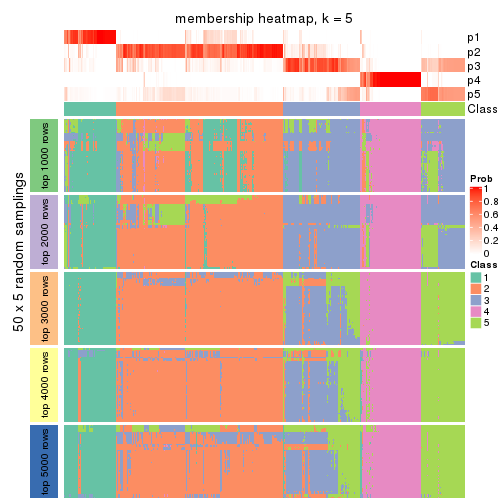 membership heatmap, k = 5
p1
p2
p3
p4
p5
Class
50 x 5 random samplings
top 1000 rows
top 2000 rows
top 3000 rows
top 4000 rows
top 5000 rows
Prob
1
0.8
0.6
0.4
0.2
0
Class
1
2
3
4
5